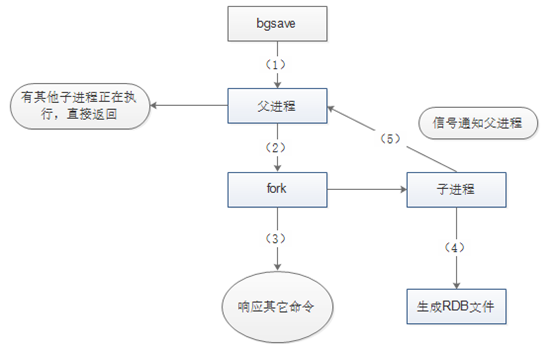 bgsave
（1）
有其他子进程正在执
行，直接返回
父进程
信号通知父进程
（5）
（2）
fork
子进程
（3）
（4）
响应其它命令
生成RDB文件